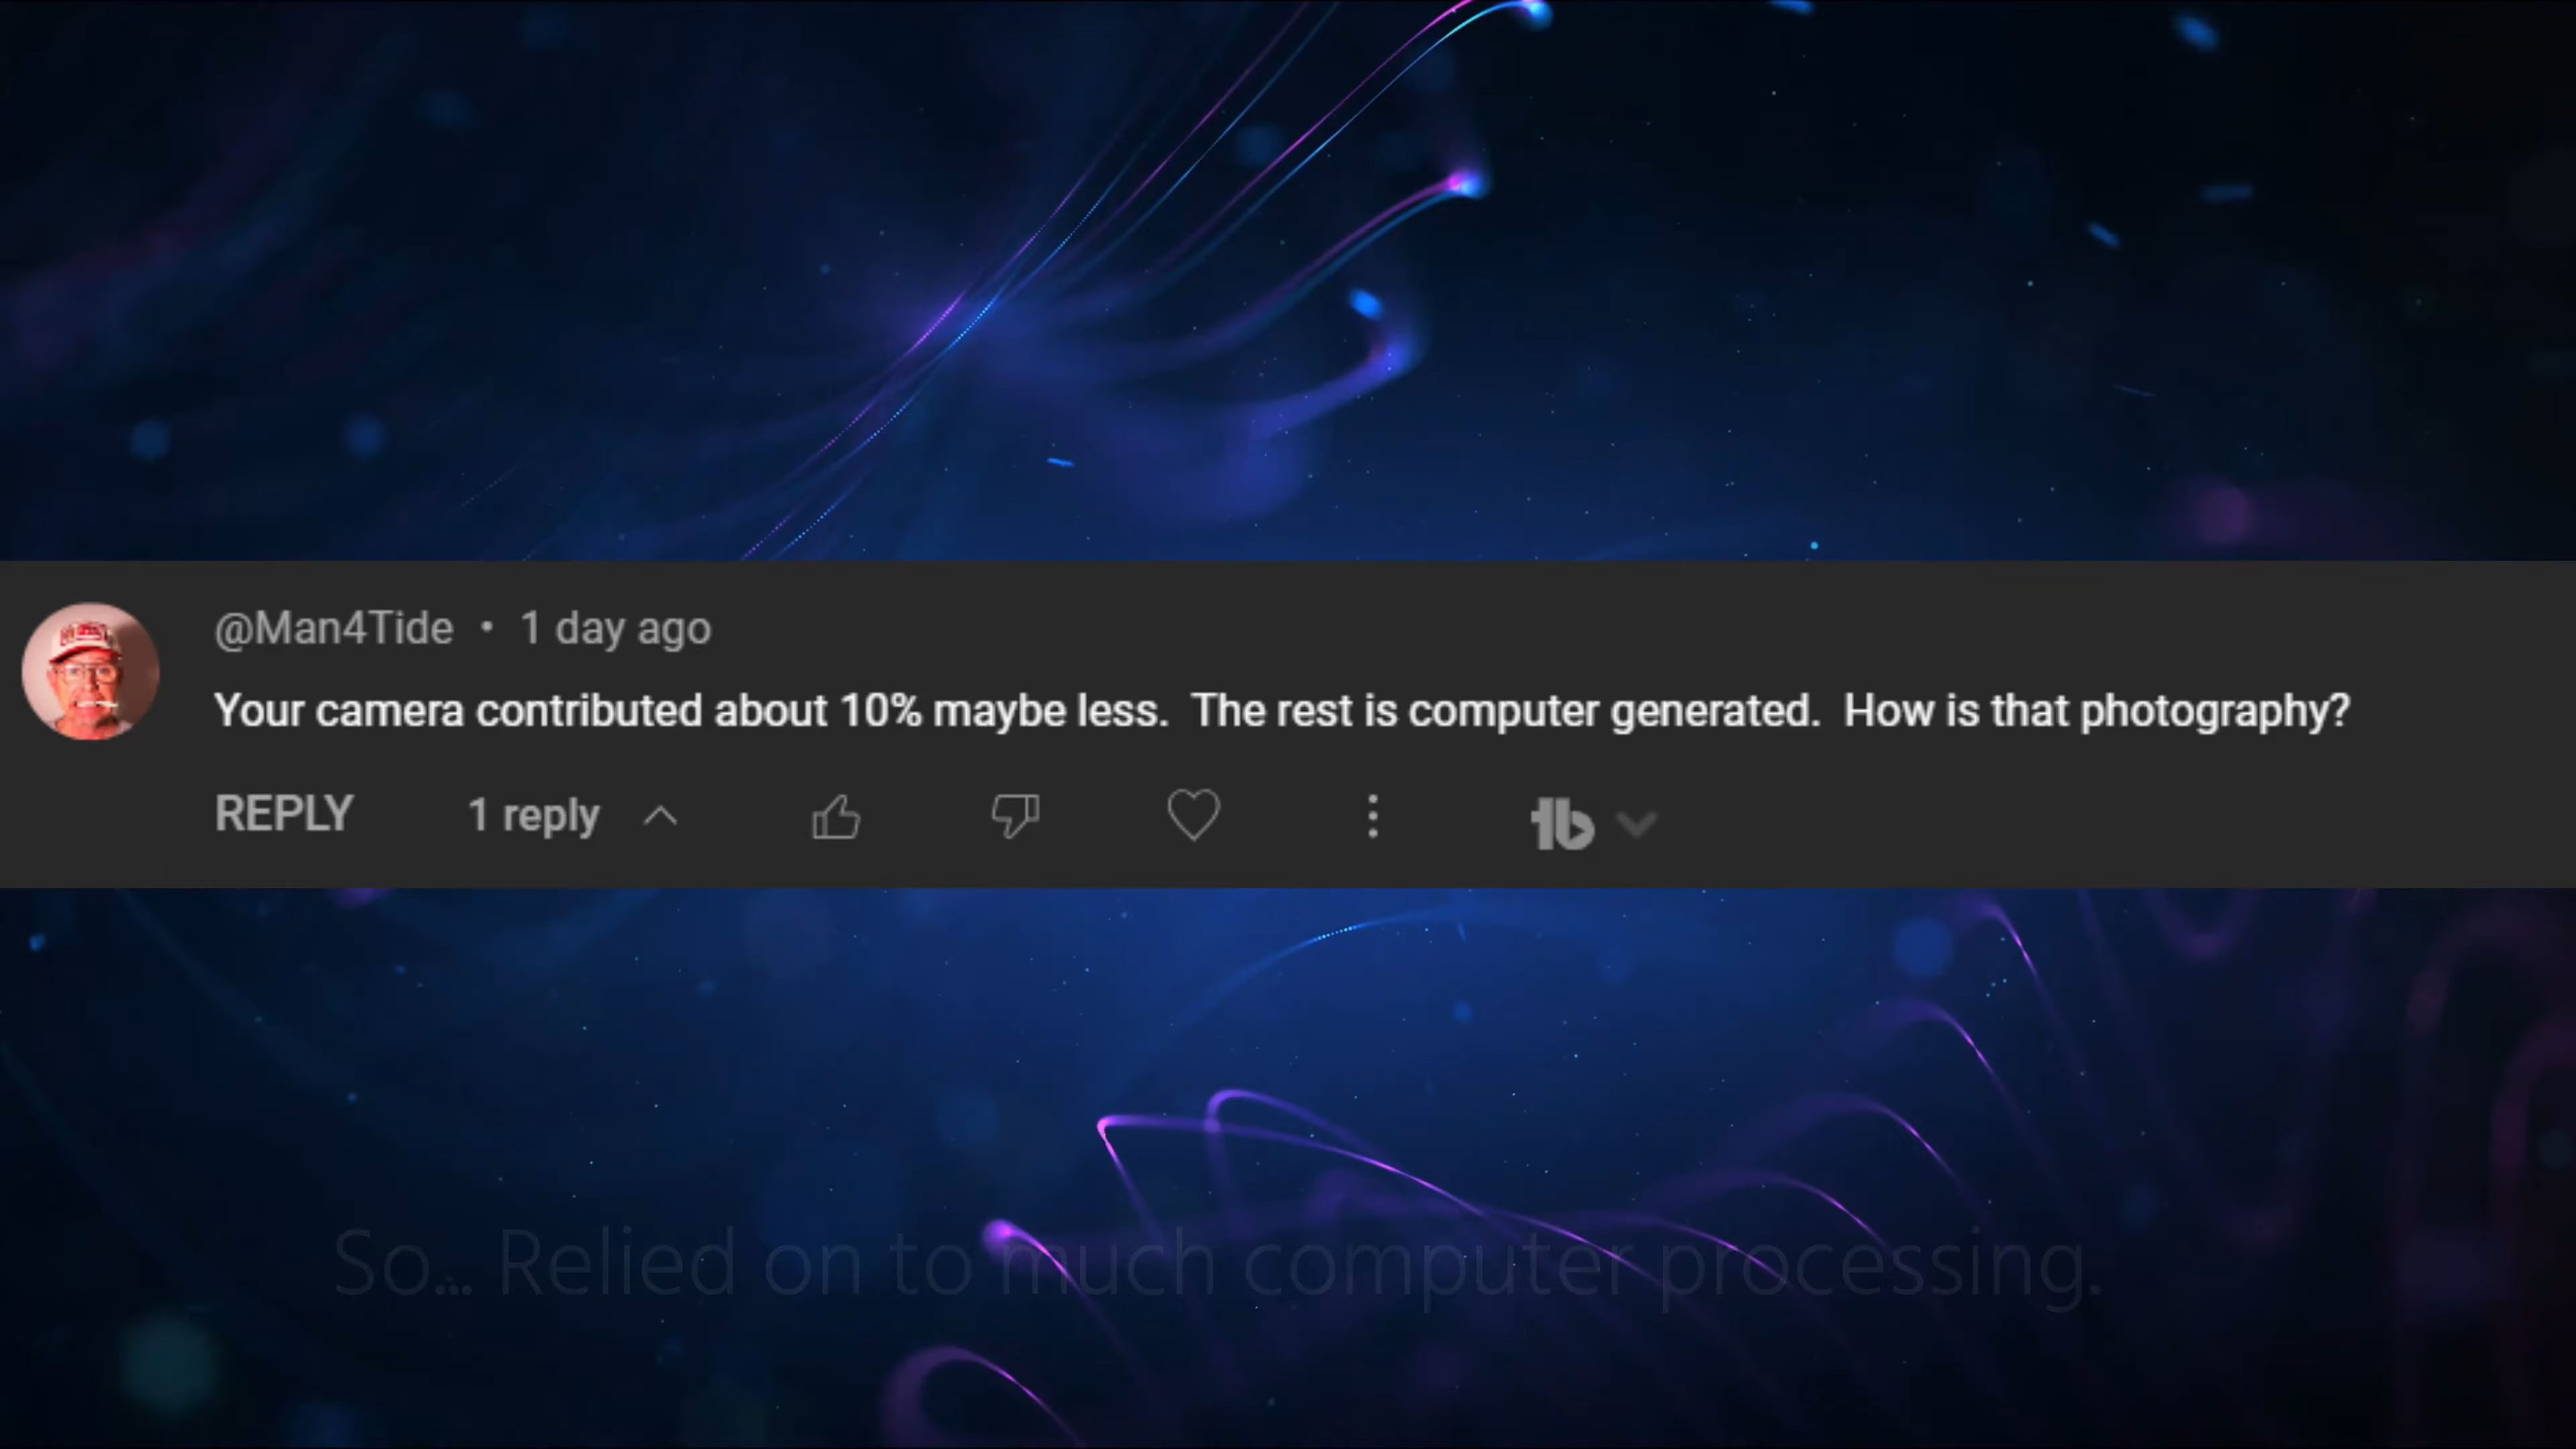 @Man4Tide • 1 day ago
Your camera contributed about 10% maybe less.  The rest is computer generated.  How is that photography?
REPLY 1 reply
So... Relied on to much computer processing.